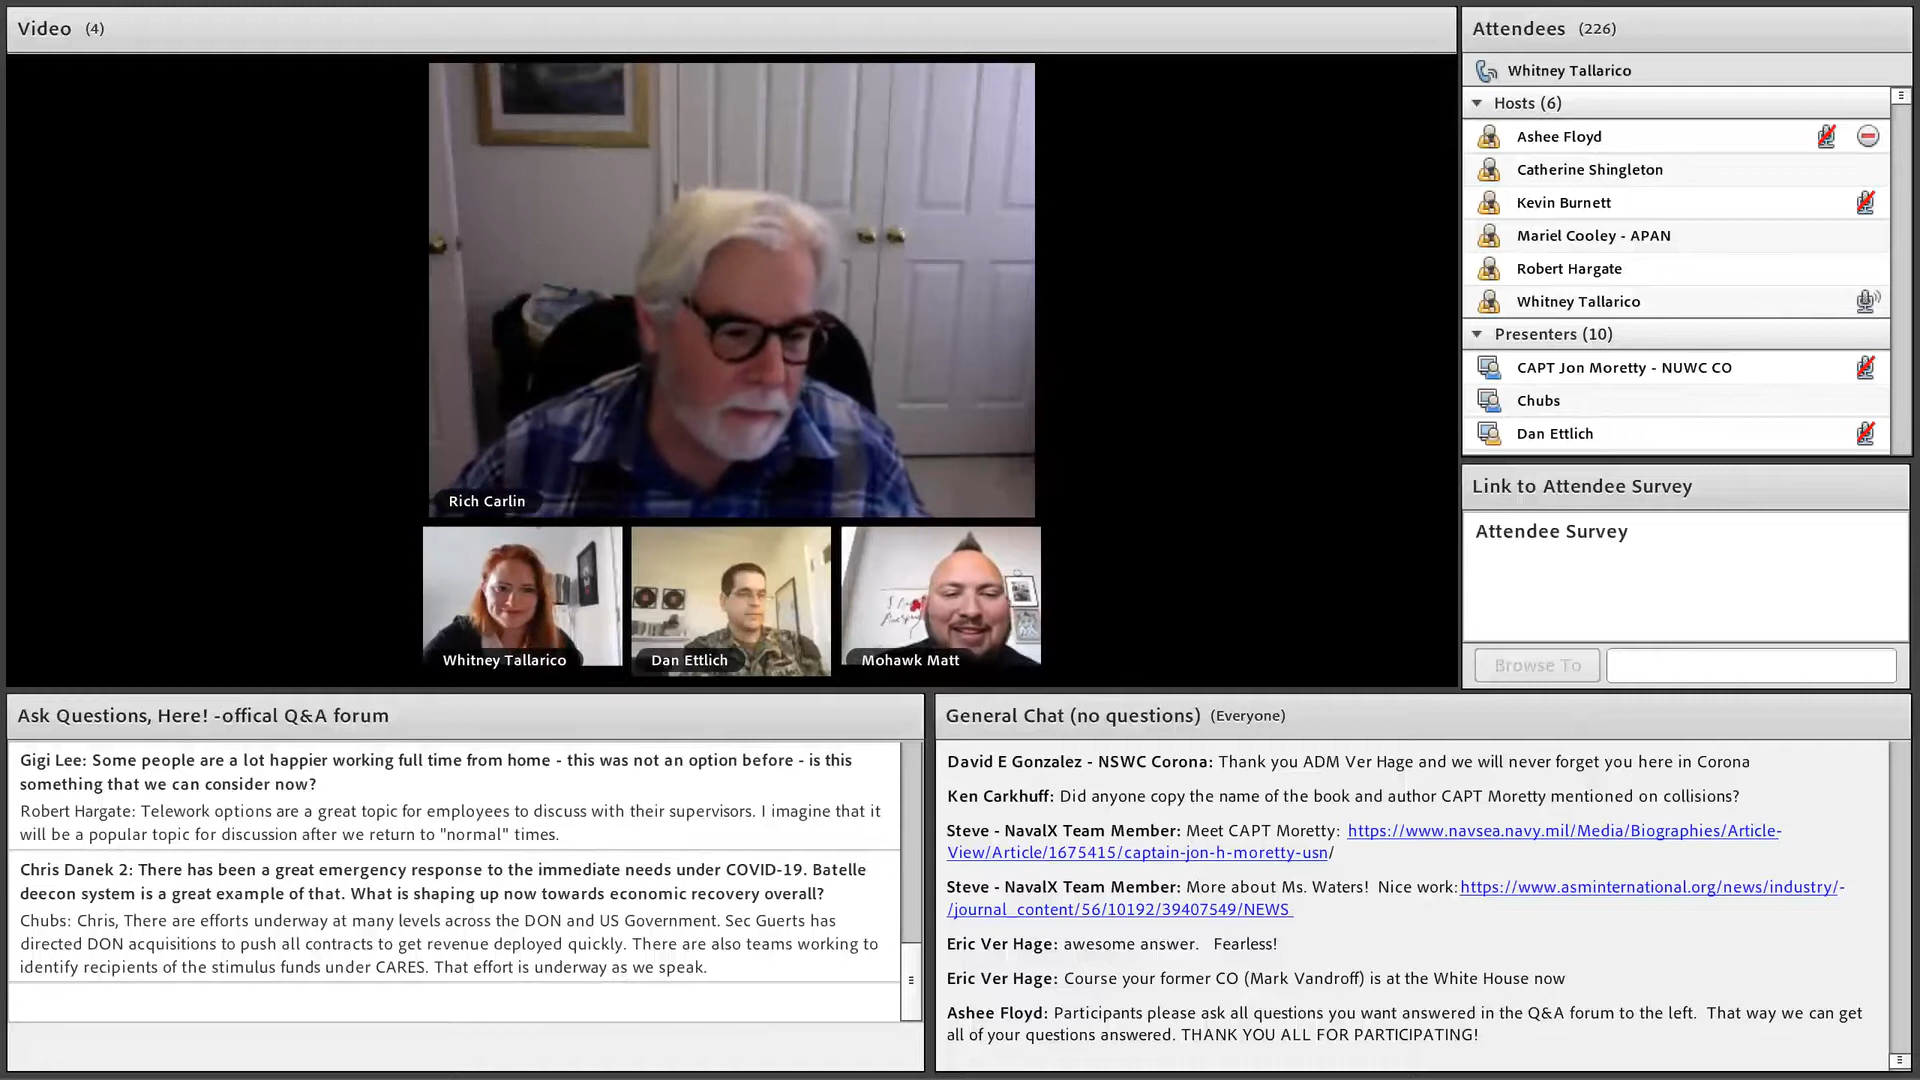 Video (4)
Rich Carlin
Whitney Tallarico
Dan Ettlich
Mohawk Matt
Attendees (226)
Whitney Tallarico
Hosts (6)
Ashee Floyd
Catherine Shingleton
Kevin Burnett
Mariel Cooley - APAN
Robert Hargate
Whitney Tallarico
Presenters (10)
CAPT Jon Moretty - NUWC CO
Chubs
Dan Ettlich
Link to Attendee Survey
Attendee Survey
Browse To
Ask Questions, Here! -offical Q&A forum
Gigi Lee: Some people are a lot happier working full time from home - this was not an option before - is this
something that we can consider now?
Robert Hargate: Telework options are a great topic for employees to discuss with their supervisors. I imagine that it
will be a popular topic for discussion after we return to "normal" times.
Chris Danek 2: There has been a great emergency response to the immediate needs under COVID-19. Batelle
deecon system is a great example of that. What is shaping up now towards economic recovery overall?
Chubs: Chris, There are efforts underway at many levels across the DON and US Government. Sec Guerts has
directed DON acquisitions to push all contracts to get revenue deployed quickly. There are also teams working to
identify recipients of the stimulus funds under CARES. That effort is underway as we speak.
General Chat (no questions) (Everyone)
David E Gonzalez - NSWC Corona: Thank you ADM Ver Hage and we will never forget you here in Corona
Ken Carkhuff: Did anyone copy the name of the book and author CAPT Moretty mentioned on collisions?
Steve - NavalX Team Member: Meet CAPT Moretty: https://www.navsea.navy.mil/Media/Biographies/Article-
View/Article/1675415/captain-jon-h-moretty-usn/
Steve - NavalX Team Member: More about Ms. Waters! Nice work:https://www.asminternational.org/news/industry/-
/journal_content/56/10192/39407549/NEWS
Eric Ver Hage: awesome answer. Fearless!
Eric Ver Hage: Course your former CO (Mark Vandroff) is at the White House now
Ashee Floyd: Participants please ask all questions you want answered in the Q&A forum to the left. That way we can get
all of your questions answered. THANK YOU ALL FOR PARTICIPATING!